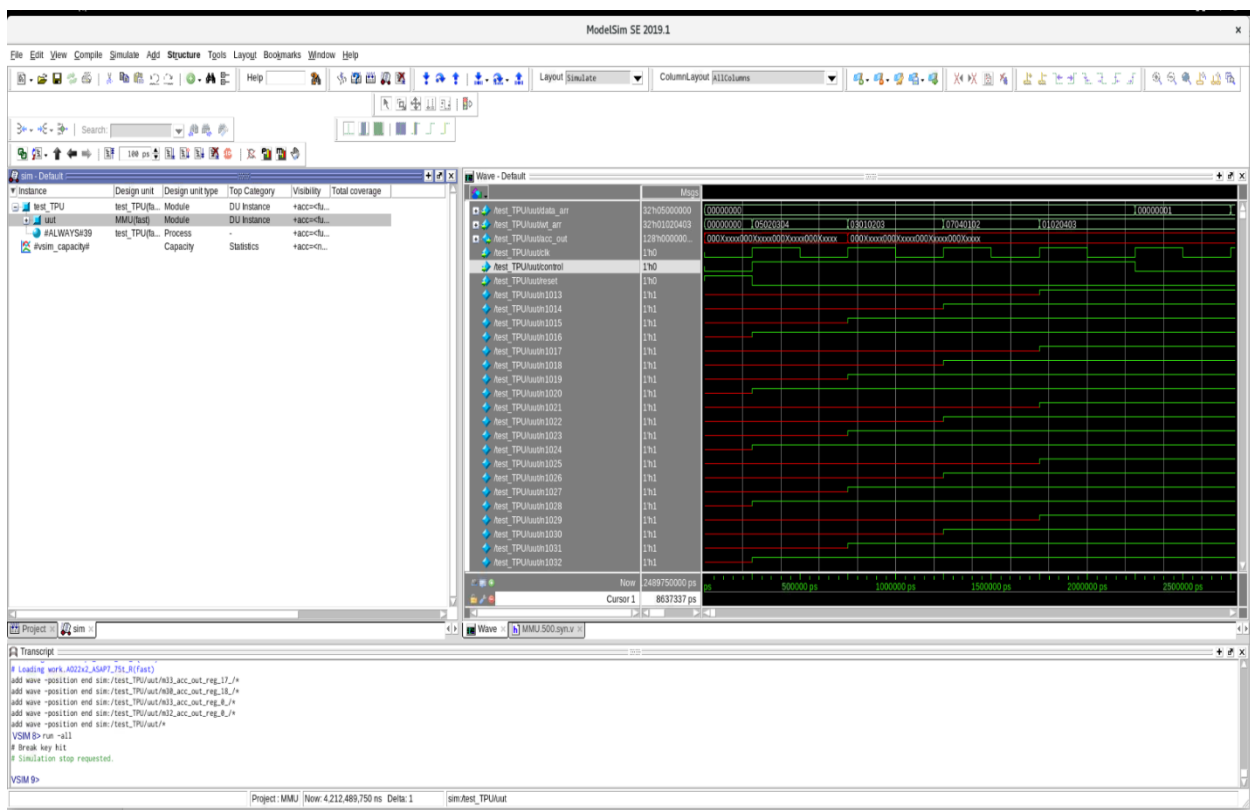 ModelSim SE 2019.1
File Edit View Compile Simulate Add Structure Tools Layout Bookmarks Window Help
Help
Layout Simulate
ColumnLayout AllColumns
Search:
100 ps
sim - Default
Instance Design unit Design unit type Top Category Visibility Total coverage
test_TPU test_TPU(fa... Module DU Instance +acc=<fu...
uut MMU(fast) Module DU Instance +acc=<fu...
#ALWAYS#39 test_TPU(fa... Process - +acc=<fu...
#vsim_capacity# Capacity Statistics +acc=<n...
Wave - Default
Msgs
/test_TPU/uut/data_arr 32'h05000000 00000000 00000001
/test_TPU/uut/wt_arr 32'h01020403 00000000 05020304 03010203 07040102 01020403
/test_TPU/uut/acc_out 128'h000000... 000Xxxxx000Xxxxx000Xxxxx000Xxxxx 000Xxxxx000Xxxxx000Xxxxx000Xxxxx
/test_TPU/uut/clk 1'h0
/test_TPU/uut/control 1'h0
/test_TPU/uut/reset 1'h0
/test_TPU/uut/n1013 1'h1
/test_TPU/uut/n1014 1'h1
/test_TPU/uut/n1015 1'h1
/test_TPU/uut/n1016 1'h1
/test_TPU/uut/n1017 1'h1
/test_TPU/uut/n1018 1'h1
/test_TPU/uut/n1019 1'h1
/test_TPU/uut/n1020 1'h1
/test_TPU/uut/n1021 1'h1
/test_TPU/uut/n1022 1'h1
/test_TPU/uut/n1023 1'h1
/test_TPU/uut/n1024 1'h1
/test_TPU/uut/n1025 1'h1
/test_TPU/uut/n1026 1'h1
/test_TPU/uut/n1027 1'h1
/test_TPU/uut/n1028 1'h1
/test_TPU/uut/n1029 1'h1
/test_TPU/uut/n1030 1'h1
/test_TPU/uut/n1031 1'h1
/test_TPU/uut/n1032 1'h1
Now 2489750000 ps ps 500000 ps 1000000 ps 1500000 ps 2000000 ps 2500000 ps
Cursor 1 8637337 ps
Project sim
Wave MMU.500.syn.v
Transcript
# Loading work.AO22x2_ASAP7_75t_R(fast)
add wave -position end sim:/test_TPU/uut/m33_acc_out_reg_17_/*
add wave -position end sim:/test_TPU/uut/m30_acc_out_reg_18_/*
add wave -position end sim:/test_TPU/uut/m33_acc_out_reg_0_/*
add wave -position end sim:/test_TPU/uut/m32_acc_out_reg_0_/*
add wave -position end sim:/test_TPU/uut/*
VSIM 8> run -all
# Break key hit
# Simulation stop requested.
VSIM 9>
Project : MMU Now: 4,212,489,750 ns Delta: 1 sim:/test_TPU/uut